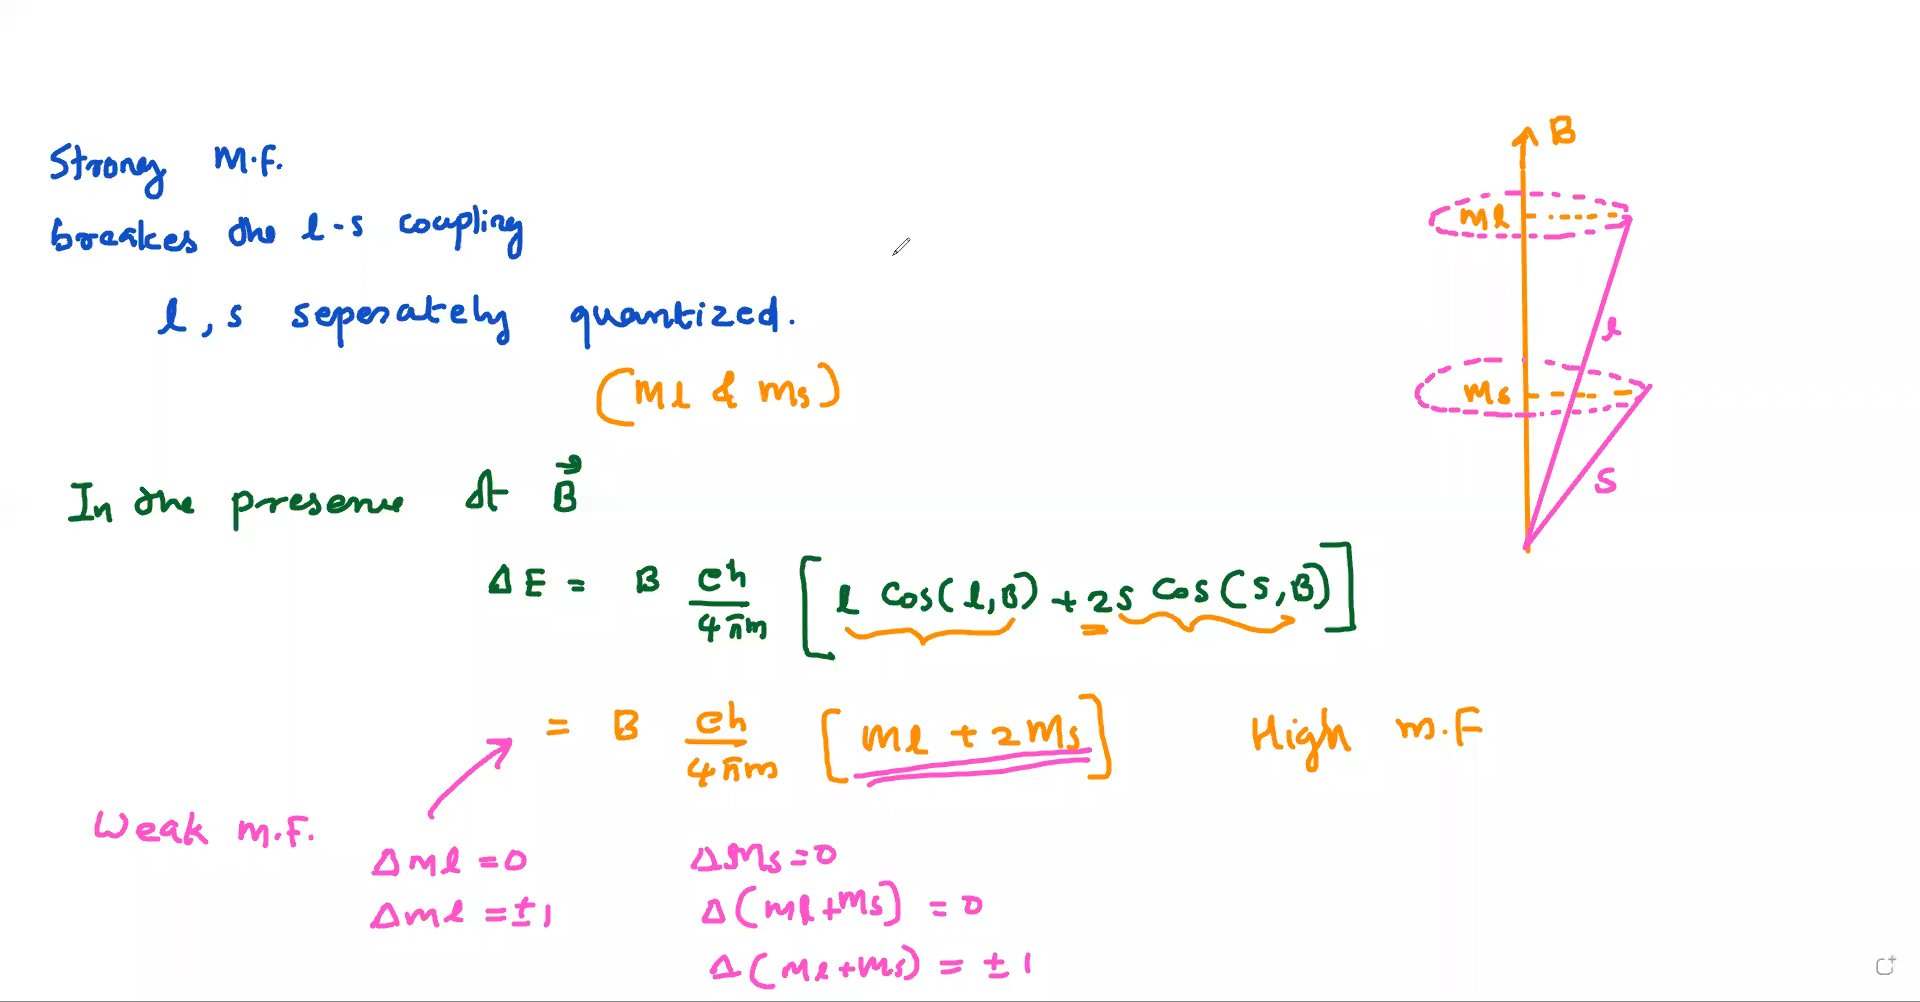 Strong M.F.
breakes the l-s coupling
l, s seperately quantized.
(ml & ms)
In the presence of B⃗
ΔE = B eh/4πm [l cos(l,B) + 2s cos(s,B)]
= B eh/4πm [ml + 2ms] High m.F
Weak m.F.
Δml = 0 Δms = 0
Δml = ±1 Δ(ml+ms) = 0
Δ(ml+ms) = ±1
B
ml
l
ms
s